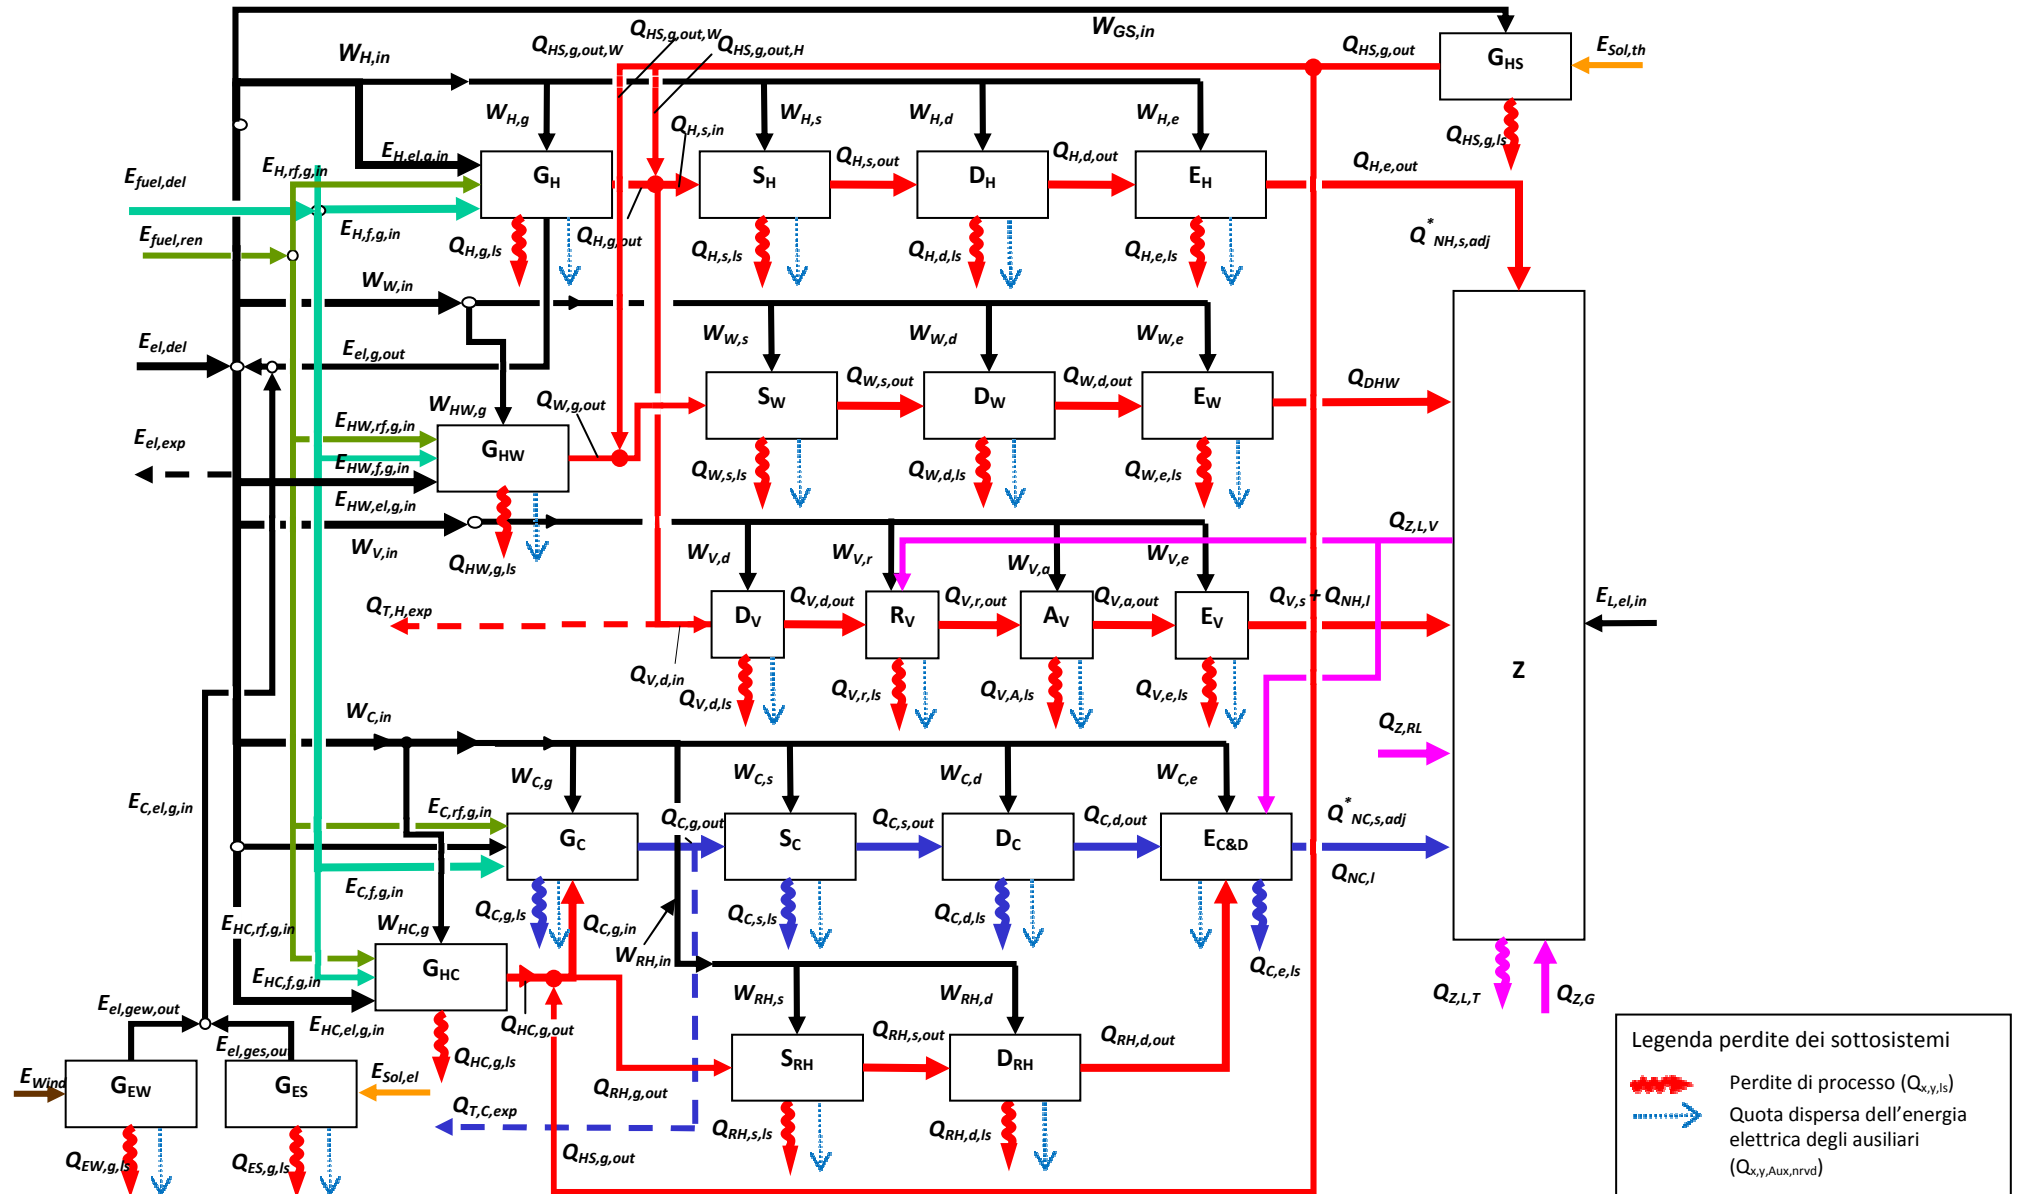 W_GS,in
Q_HS,g,out,W
Q_HS,g,out,W
Q_HS,g,out,H
Q_HS,g,out
G_HS
E_Sol,th
W_H,in
W_H,g
W_H,s
W_H,d
W_H,e
Q_H,s,in
Q_HS,g,ls
E_H,el,g,in
E_H,rf,g,in
E_fuel,del
G_H
S_H
Q_H,s,out
D_H
Q_H,d,out
E_H
Q_H,e,out
E_fuel,ren
E_H,f,g,in
Q_H,g,ls
Q_H,g,out
Q_H,s,ls
Q_H,d,ls
Q_H,e,ls
Q*_NH,s,adj
W_W,in
E_el,del
E_el,g,out
W_W,s
W_W,d
W_W,e
W_HW,g
Q_W,g,out
S_W
Q_W,s,out
D_W
Q_W,d,out
E_W
Q_DHW
E_el,exp
E_HW,rf,g,in
E_HW,f,g,in
G_HW
Q_W,s,ls
Q_W,d,ls
Q_W,e,ls
E_HW,el,g,in
W_V,in
Q_HW,g,ls
W_V,d
W_V,r
W_V,a
W_V,e
Q_Z,L,V
Q_T,H,exp
D_V
Q_V,d,out
R_V
Q_V,r,out
A_V
Q_V,a,out
E_V
Q_V,s + Q_NH,l
E_L,el,in
Q_V,d,in
Q_V,d,ls
Q_V,r,ls
Q_V,A,ls
Q_V,e,ls
Z
W_C,in
Q_Z,RL
W_C,g
W_C,s
W_C,d
W_C,e
E_C,el,g,in
E_C,rf,g,in
G_C
Q_C,g,out
S_C
Q_C,s,out
D_C
Q_C,d,out
E_C&D
Q*_NC,s,adj
Q_NC,l
E_C,f,g,in
E_HC,rf,g,in
W_HC,g
Q_C,g,ls
Q_C,g,in
W_RH,in
Q_C,s,ls
Q_C,d,ls
Q_C,e,ls
E_HC,f,g,in
G_HC
W_RH,s
W_RH,d
Q_Z,L,T
Q_Z,G
E_el,gew,out
E_HC,el,g,in
Q_HC,g,out
Q_HC,g,ls
E_el,ges,ou
S_RH
Q_RH,s,out
D_RH
Q_RH,d,out
E_Wind
G_EW
G_ES
E_Sol,el
Q_RH,g,out
Q_T,C,exp
Q_EW,g,ls
Q_ES,g,ls
Q_HS,g,out
Q_RH,s,ls
Q_RH,d,ls
Legenda perdite dei sottosistemi
Perdite di processo (Q_x,y,ls)
Quota dispersa dell'energia
elettrica degli ausiliari
(Q_x,y,Aux,nrvd)